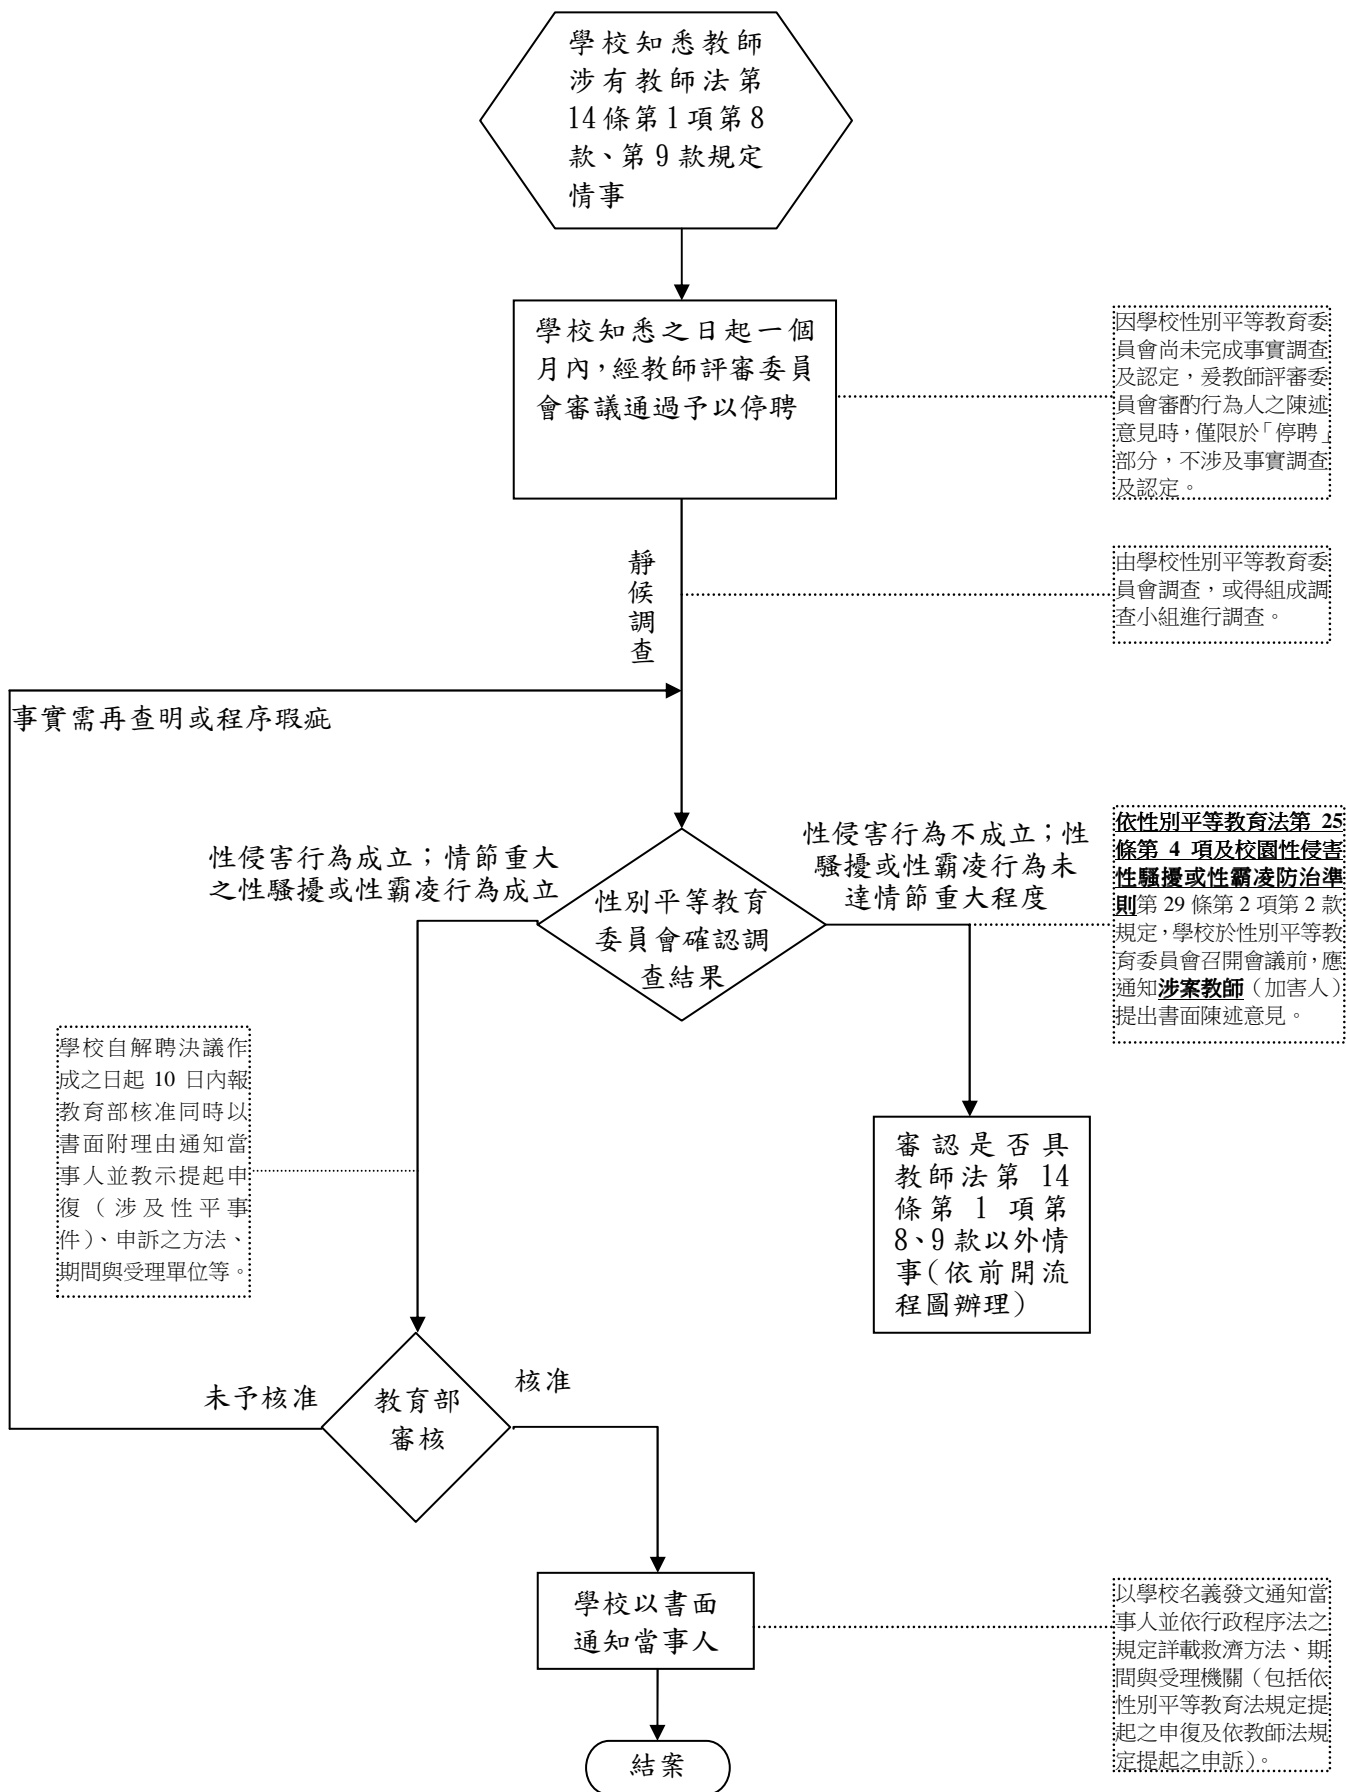 學校知悉教師
涉有教師法第
14條第1項第8
款、第9款規定
情事
學校知悉之日起一個
月內，經教師評審委員
會審議通過予以停聘
因學校性別平等教育委
員會尚未完成事實調查
及認定，爰教師評審委
員會審酌行為人之陳述
意見時，僅限於「停聘」
部分，不涉及事實調查
及認定。
靜候調查
由學校性別平等教育委
員會調查，或得組成調
查小組進行調查。
事實需再查明或程序瑕疵
性侵害行為成立；情節重大
之性騷擾或性霸凌行為成立
性別平等教育
委員會確認調
查結果
性侵害行為不成立；性
騷擾或性霸凌行為未
達情節重大程度
依性別平等教育法第 25
條第 4 項及校園性侵害
性騷擾或性霸凌防治準
則第 29 條第 2 項第 2 款
規定，學校於性別平等教
育委員會召開會議前，應
通知涉案教師（加害人）
提出書面陳述意見。
學校自解聘決議作
成之日起 10 日內報
教育部核准同時以
書面附理由通知當
事人並教示提起申
復（涉及性平事
件）、申訴之方法、
期間與受理單位等。
審認是否具
教師法第 14
條第 1 項第
8、9款以外情
事（依前開流
程圖辦理）
未予核准
教育部
審核
核准
學校以書面
通知當事人
以學校名義發文通知當
事人並依行政程序法之
規定詳載救濟方法、期
間與受理機關（包括依
性別平等教育法規定提
起之申復及依教師法規
定提起之申訴）。
結案